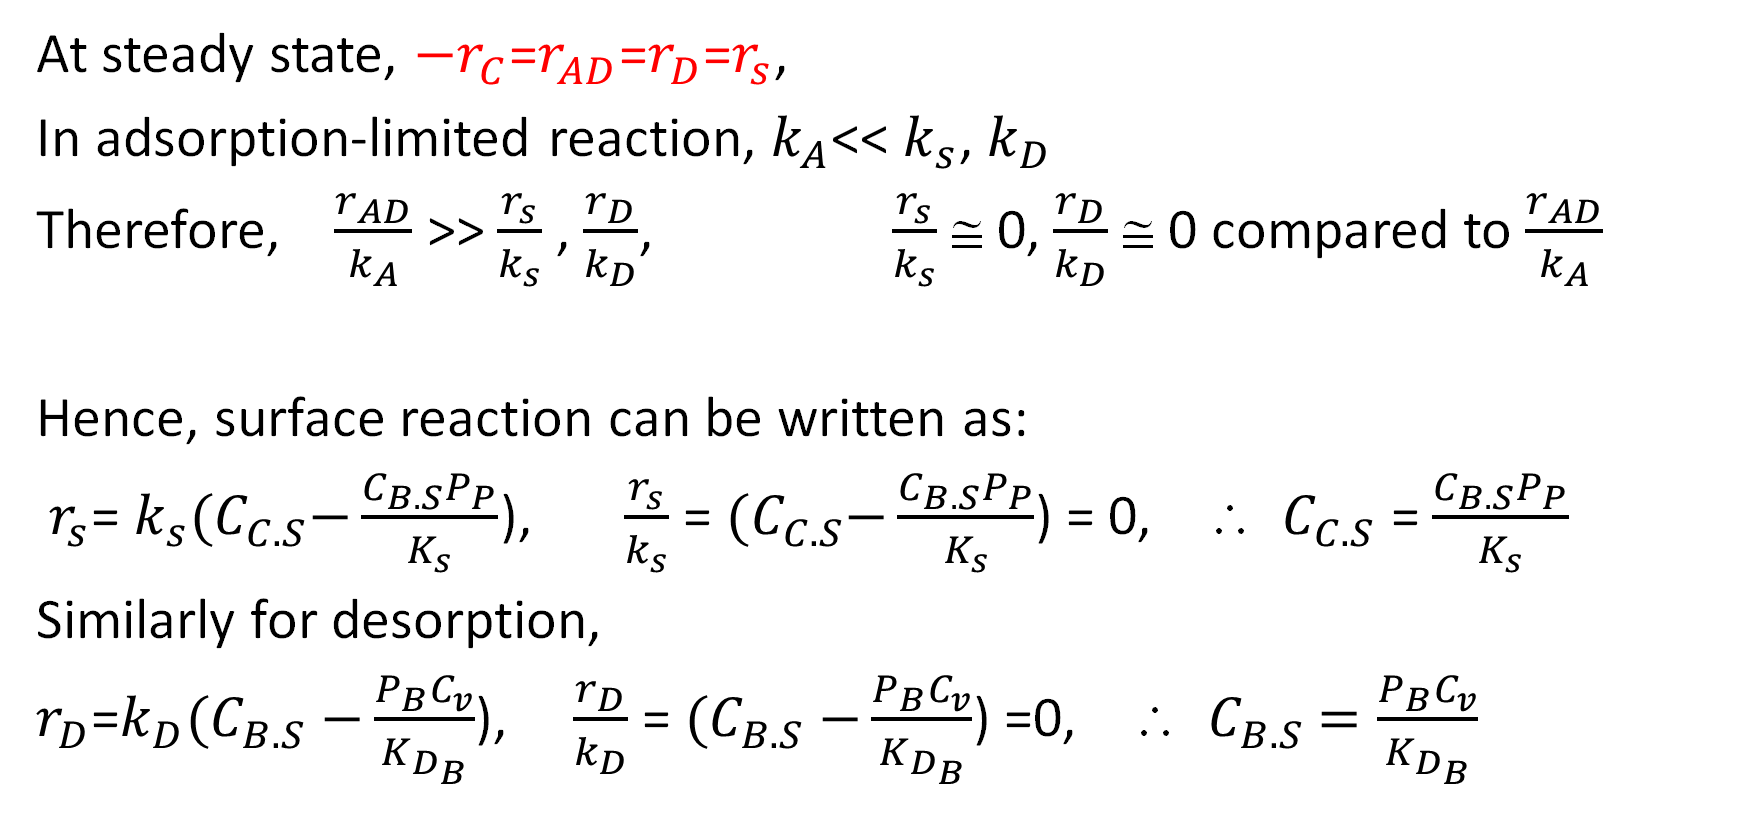 At steady state, −r_C=r_AD=r_D=r_s,
In adsorption-limited reaction, k_A<< k_s, k_D
Therefore, r_AD/k_A >> r_s/k_s , r_D/k_D, r_s/k_s ≅ 0, r_D/k_D ≅ 0 compared to r_AD/k_A
Hence, surface reaction can be written as:
r_s= k_s(C_C.S− C_B.S P_P/K_s), r_s/k_s = (C_C.S− C_B.S P_P/K_s) = 0, ∴ C_C.S = C_B.S P_P/K_s
Similarly for desorption,
r_D=k_D(C_B.S − P_B C_v/K_D_B), r_D/k_D = (C_B.S − P_B C_v/K_D_B) =0, ∴ C_B.S = P_B C_v/K_D_B